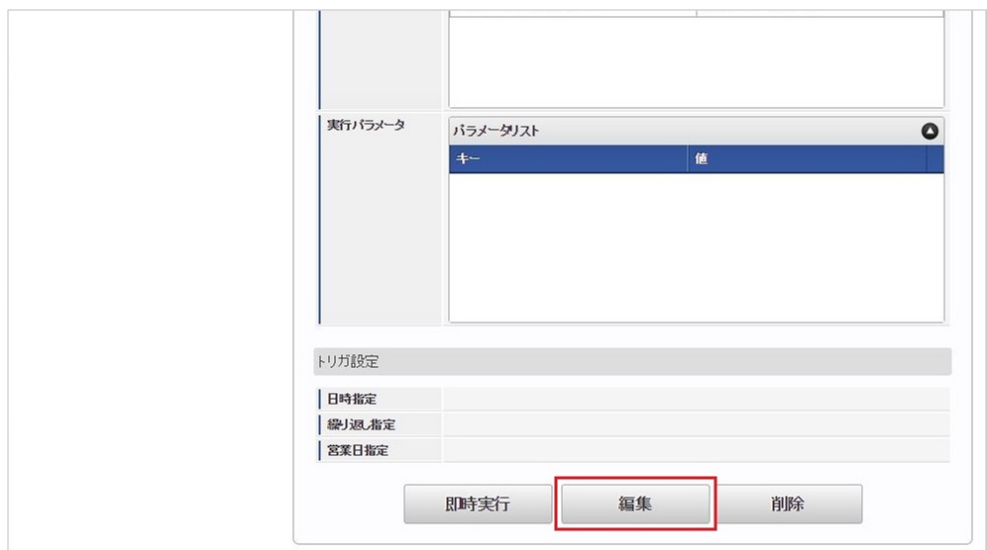 実行パラメータ
パラメータリスト
キー 値
トリガ設定
日時指定
繰り返し指定
営業日指定
即時実行 編集 削除